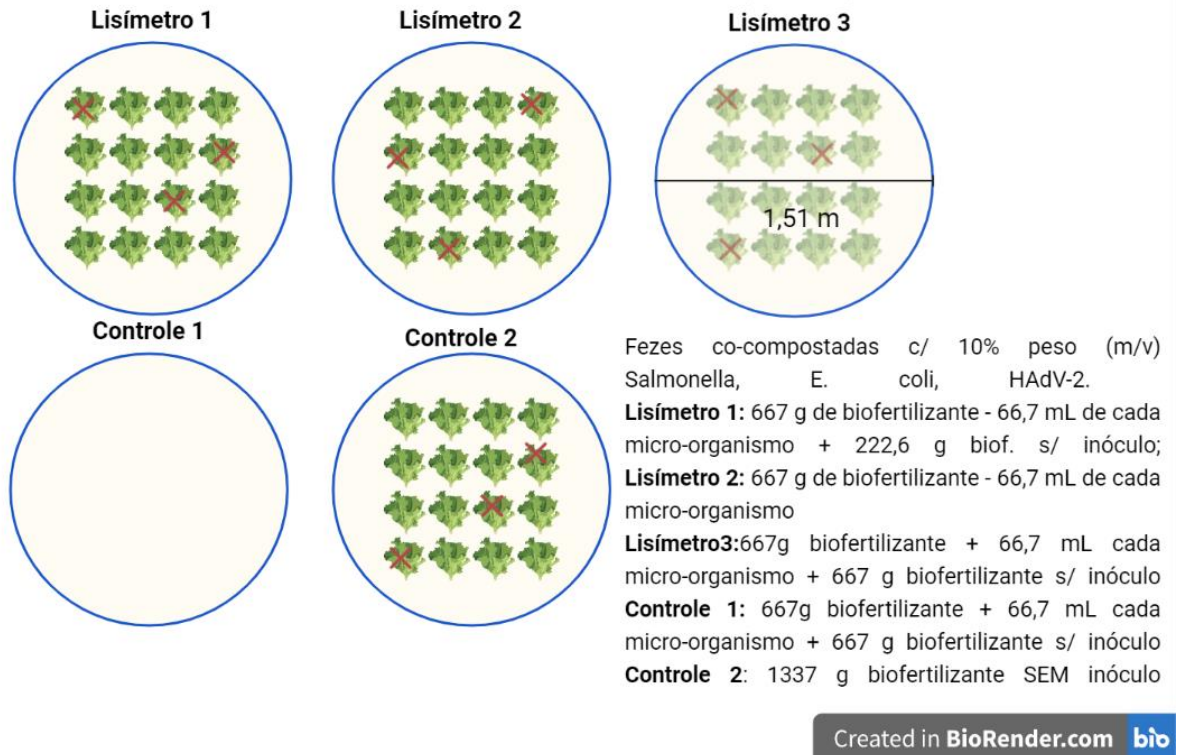 Lisímetro 1
Lisímetro 2
Lisímetro 3
1,51 m
Controle 1
Controle 2
Fezes co-compostadas c/ 10% peso (m/v)
Salmonella, E. coli, HAdV-2.
Lisímetro 1: 667 g de biofertilizante - 66,7 mL de cada
micro-organismo + 222,6 g biof. s/ inóculo;
Lisímetro 2: 667 g de biofertilizante - 66,7 mL de cada
micro-organismo
Lisímetro3:667g biofertilizante + 66,7 mL cada
micro-organismo + 667 g biofertilizante s/ inóculo
Controle 1: 667g biofertilizante + 66,7 mL cada
micro-organismo + 667 g biofertilizante s/ inóculo
Controle 2: 1337 g biofertilizante SEM inóculo
Created in BioRender.com bio